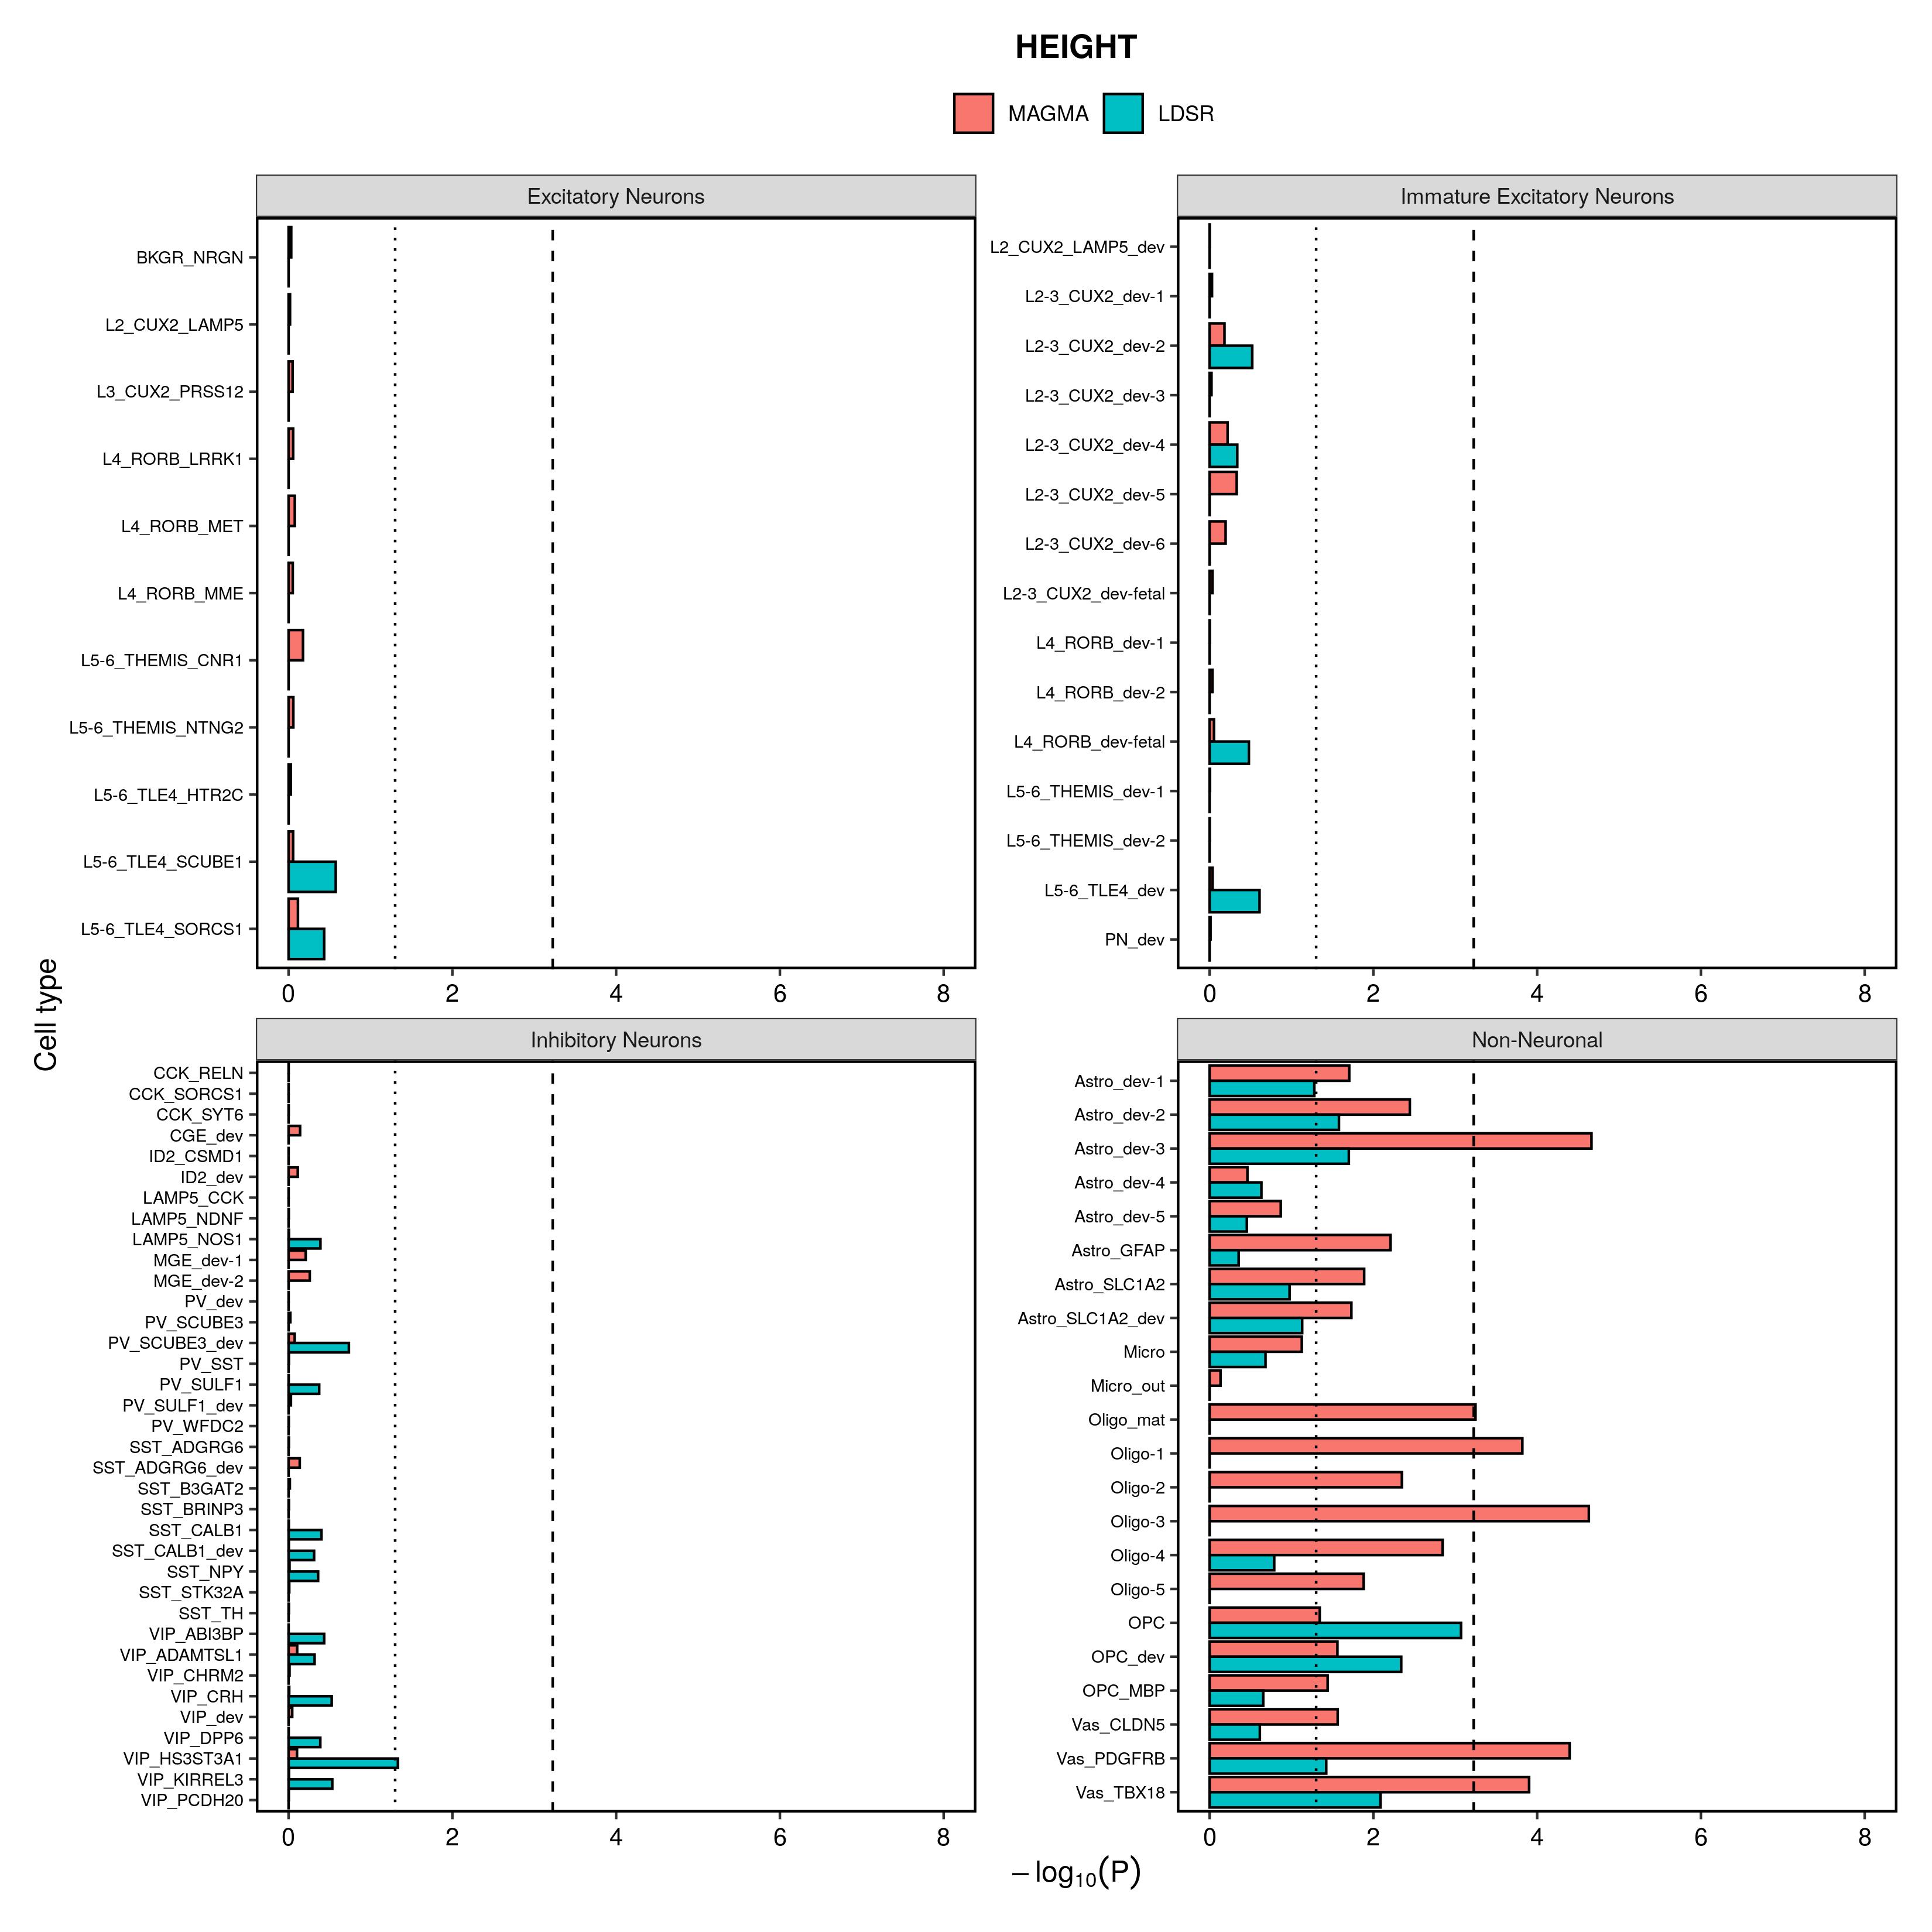 HEIGHT
MAGMA LDSR
Excitatory Neurons
BKGR_NRGN
L2_CUX2_LAMP5
L3_CUX2_PRSS12
L4_RORB_LRRK1
L4_RORB_MET
L4_RORB_MME
L5-6_THEMIS_CNR1
L5-6_THEMIS_NTNG2
L5-6_TLE4_HTR2C
L5-6_TLE4_SCUBE1
L5-6_TLE4_SORCS1
0 2 4 6 8
Immature Excitatory Neurons
L2_CUX2_LAMP5_dev
L2-3_CUX2_dev-1
L2-3_CUX2_dev-2
L2-3_CUX2_dev-3
L2-3_CUX2_dev-4
L2-3_CUX2_dev-5
L2-3_CUX2_dev-6
L2-3_CUX2_dev-fetal
L4_RORB_dev-1
L4_RORB_dev-2
L4_RORB_dev-fetal
L5-6_THEMIS_dev-1
L5-6_THEMIS_dev-2
L5-6_TLE4_dev
PN_dev
0 2 4 6 8
Cell type
Inhibitory Neurons
CCK_RELN
CCK_SORCS1
CCK_SYT6
CGE_dev
ID2_CSMD1
ID2_dev
LAMP5_CCK
LAMP5_NDNF
LAMP5_NOS1
MGE_dev-1
MGE_dev-2
PV_dev
PV_SCUBE3
PV_SCUBE3_dev
PV_SST
PV_SULF1
PV_SULF1_dev
PV_WFDC2
SST_ADGRG6
SST_ADGRG6_dev
SST_B3GAT2
SST_BRINP3
SST_CALB1
SST_CALB1_dev
SST_NPY
SST_STK32A
SST_TH
VIP_ABI3BP
VIP_ADAMTSL1
VIP_CHRM2
VIP_CRH
VIP_dev
VIP_DPP6
VIP_HS3ST3A1
VIP_KIRREL3
VIP_PCDH20
0 2 4 6 8
Non-Neuronal
Astro_dev-1
Astro_dev-2
Astro_dev-3
Astro_dev-4
Astro_dev-5
Astro_GFAP
Astro_SLC1A2
Astro_SLC1A2_dev
Micro
Micro_out
Oligo_mat
Oligo-1
Oligo-2
Oligo-3
Oligo-4
Oligo-5
OPC
OPC_dev
OPC_MBP
Vas_CLDN5
Vas_PDGFRB
Vas_TBX18
0 2 4 6 8
−log₁₀(P)